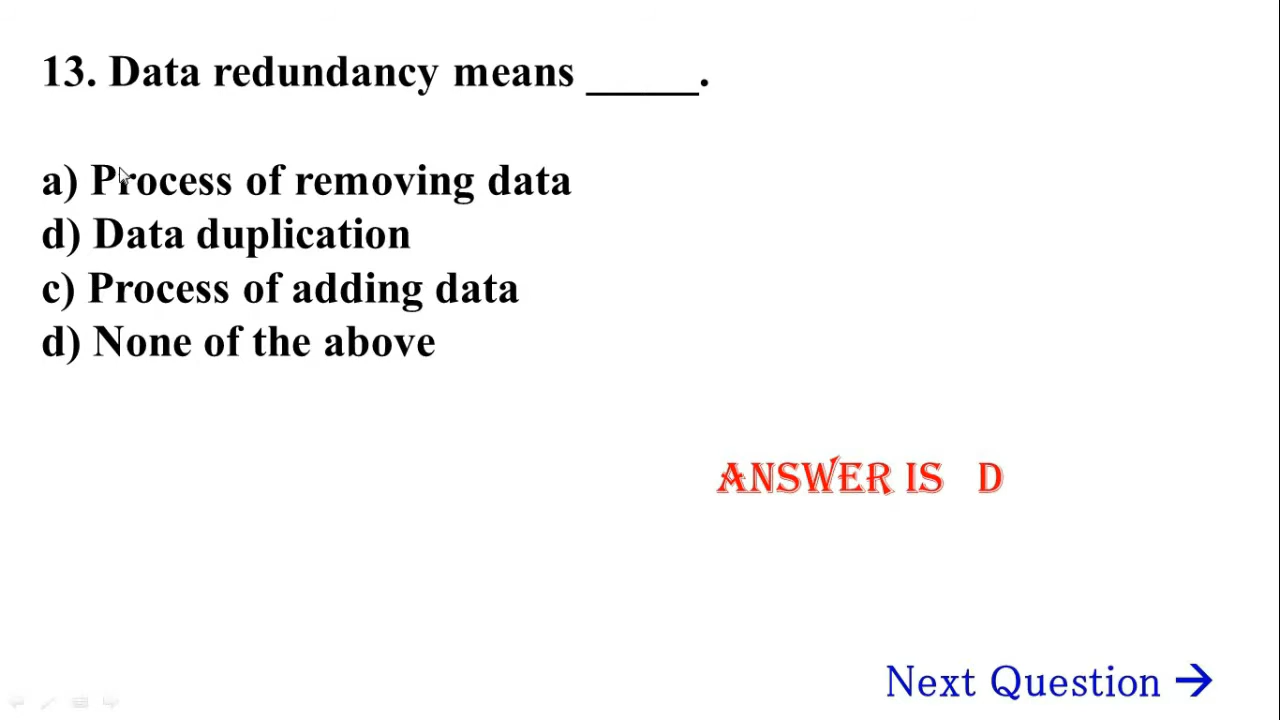 13. Data redundancy means _____.
a) Process of removing data
d) Data duplication
c) Process of adding data
d) None of the above
ANSWER IS D
Next Question →